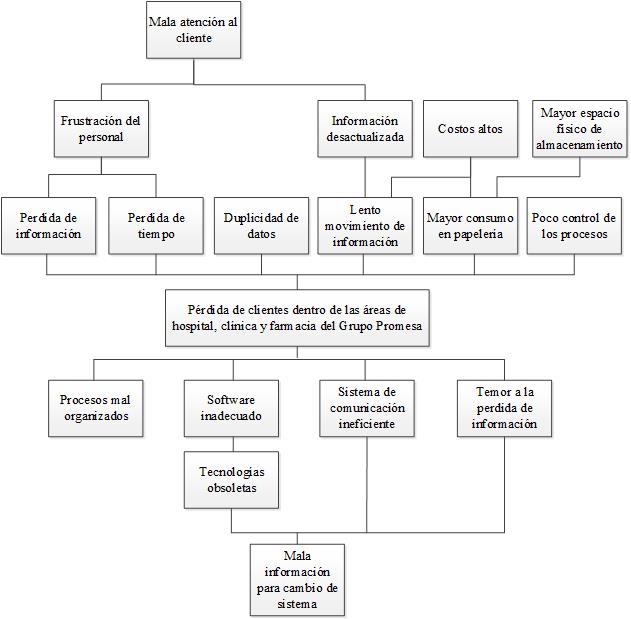 Mala atención al
cliente
Frustración del
personal
Información
desactualizada
Costos altos
Mayor espacio
físico de
almacenamiento
Perdida de
información
Perdida de
tiempo
Duplicidad de
datos
Lento
movimiento de
información
Mayor consumo
en papelería
Poco control de
los procesos
Pérdida de clientes dentro de las áreas de
hospital, clínica y farmacia del Grupo Promesa
Procesos mal
organizados
Software
inadecuado
Sistema de
comunicación
ineficiente
Temor a la
perdida de
información
Tecnologías
obsoletas
Mala
información
para cambio de
sistema